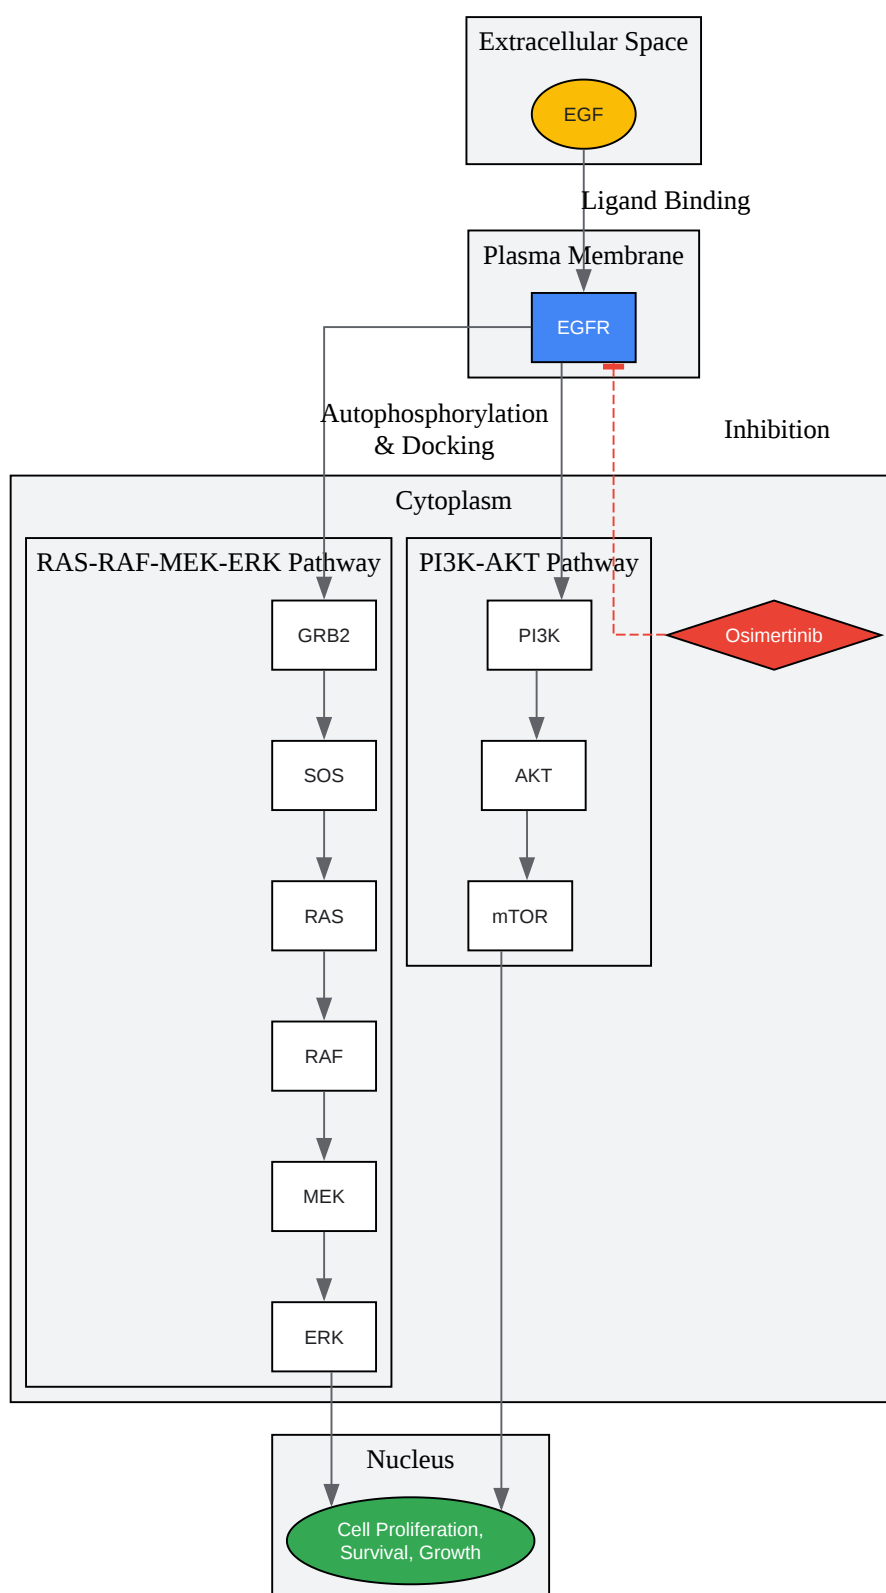 Extracellular Space
EGF
Ligand Binding
Plasma Membrane
EGFR
Autophosphorylation
& Docking
Inhibition
Cytoplasm
RAS-RAF-MEK-ERK Pathway
PI3K-AKT Pathway
GRB2
PI3K
Osimertinib
SOS
AKT
RAS
mTOR
RAF
MEK
ERK
Nucleus
Cell Proliferation,
Survival, Growth